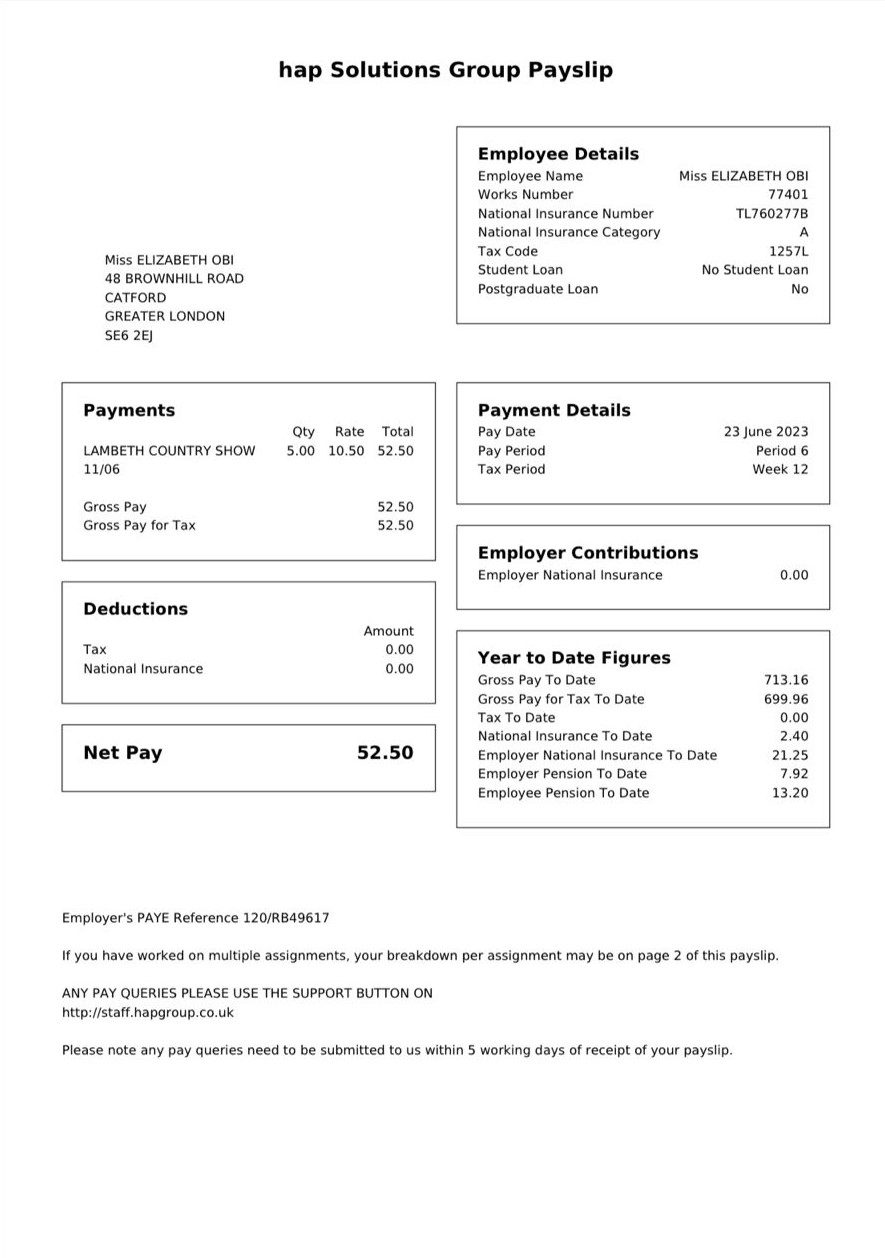 hap Solutions Group Payslip
Miss ELIZABETH OBI
48 BROWNHILL ROAD
CATFORD
GREATER LONDON
SE6 2EJ
Employee Details
Employee Name Miss ELIZABETH OBI
Works Number 77401
National Insurance Number TL760277B
National Insurance Category A
Tax Code 1257L
Student Loan No Student Loan
Postgraduate Loan No
Payments
Qty Rate Total
LAMBETH COUNTRY SHOW 5.00 10.50 52.50
11/06
Gross Pay 52.50
Gross Pay for Tax 52.50
Deductions
Amount
Tax 0.00
National Insurance 0.00
Net Pay 52.50
Payment Details
Pay Date 23 June 2023
Pay Period Period 6
Tax Period Week 12
Employer Contributions
Employer National Insurance 0.00
Year to Date Figures
Gross Pay To Date 713.16
Gross Pay for Tax To Date 699.96
Tax To Date 0.00
National Insurance To Date 2.40
Employer National Insurance To Date 21.25
Employer Pension To Date 7.92
Employee Pension To Date 13.20
Employer's PAYE Reference 120/RB49617
If you have worked on multiple assignments, your breakdown per assignment may be on page 2 of this payslip.
ANY PAY QUERIES PLEASE USE THE SUPPORT BUTTON ON
http://staff.hapgroup.co.uk
Please note any pay queries need to be submitted to us within 5 working days of receipt of your payslip.